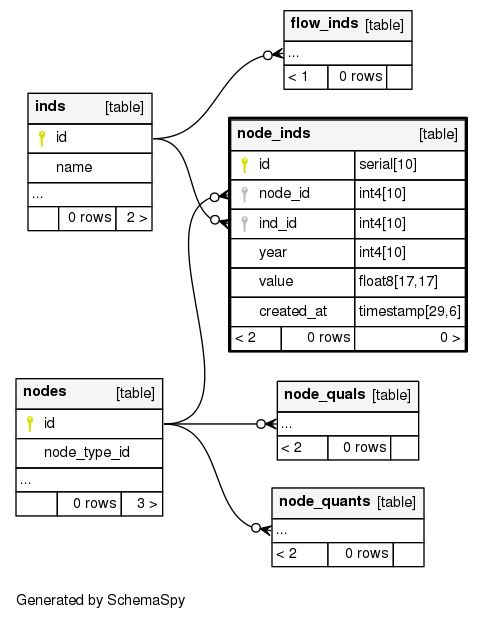 flow_inds [table]
...
< 1 0 rows
inds [table]
id
name
...
0 rows 2 >
node_inds [table]
id serial[10]
node_id int4[10]
ind_id int4[10]
year int4[10]
value float8[17,17]
created_at timestamp[29,6]
< 2 0 rows 0 >
nodes [table]
id
node_type_id
...
0 rows 3 >
node_quals [table]
...
< 2 0 rows
node_quants [table]
...
< 2 0 rows
Generated by SchemaSpy